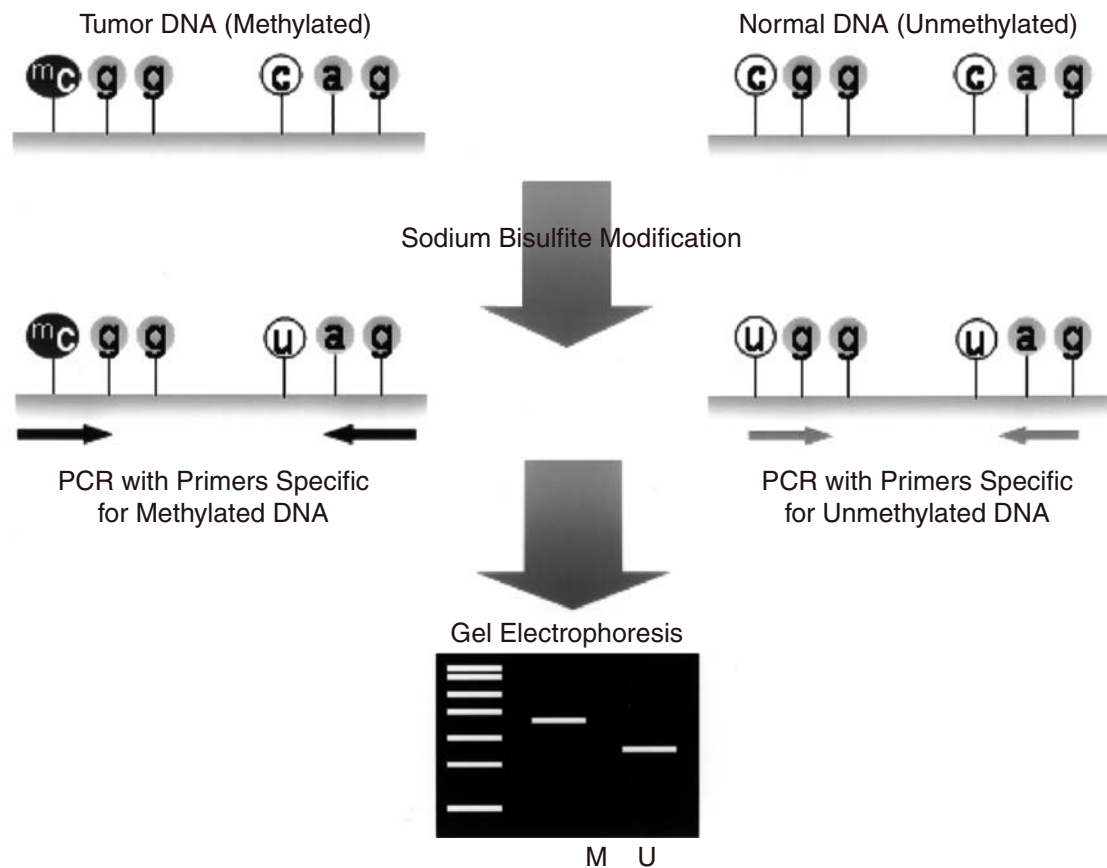 Tumor DNA (Methylated)
Normal DNA (Unmethylated)
mc g g c a g
c g g c a g
Sodium Bisulfite Modification
mc g g u a g
u g g u a g
PCR with Primers Specific
for Methylated DNA
PCR with Primers Specific
for Unmethylated DNA
Gel Electrophoresis
M U